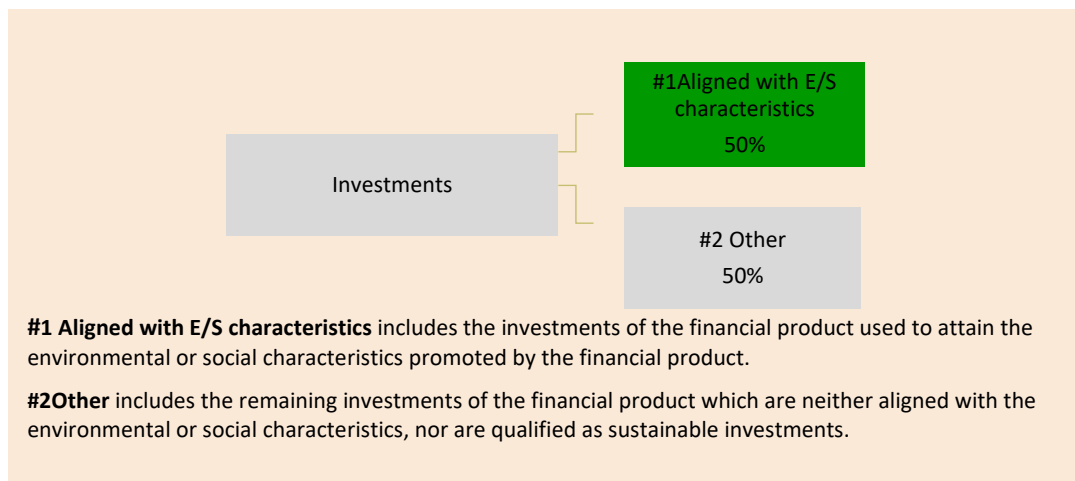 #1Aligned with E/S
characteristics
50%
Investments
#2 Other
50%
#1 Aligned with E/S characteristics includes the investments of the financial product used to attain the
environmental or social characteristics promoted by the financial product.
#2Other includes the remaining investments of the financial product which are neither aligned with the
environmental or social characteristics, nor are qualified as sustainable investments.